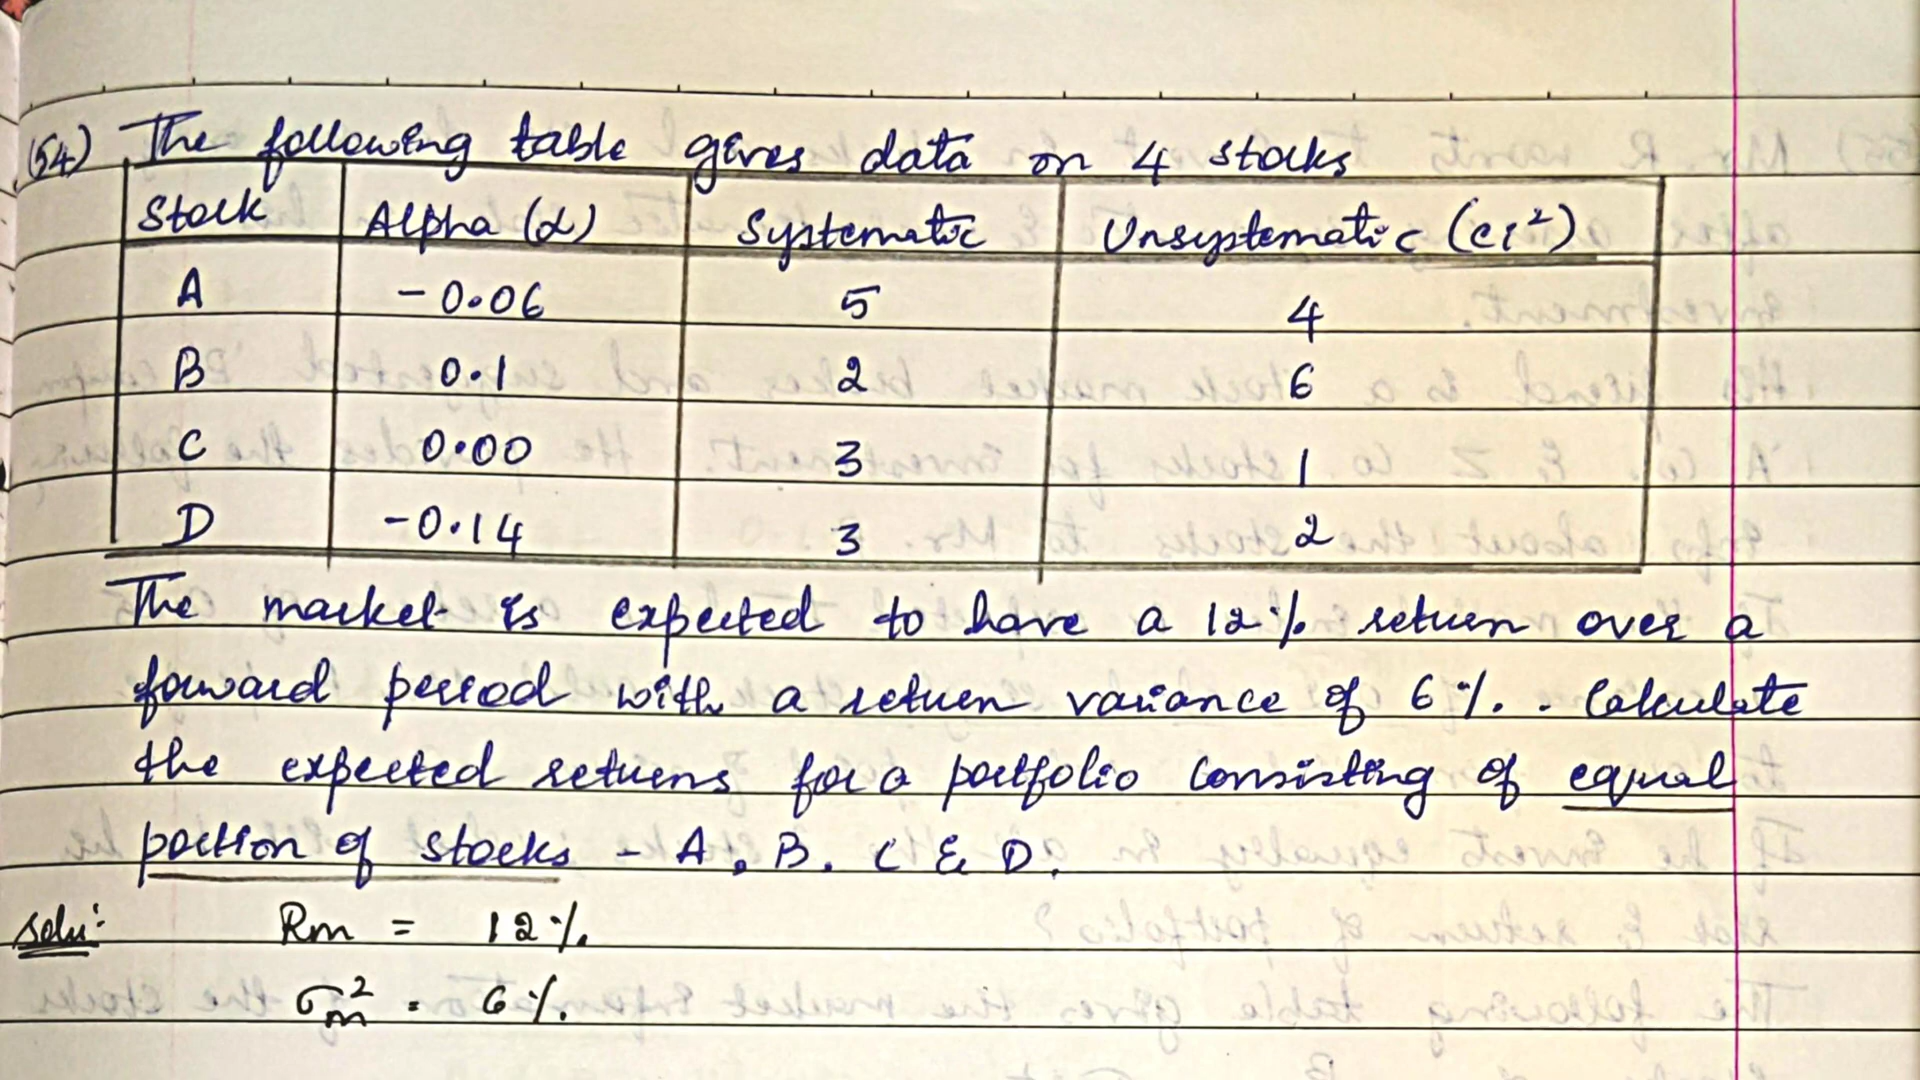 (54) The following table gives data on 4 stocks
Stock Alpha (α) Systematic Unsystematic (ei²)
A -0.06 5 4
B 0.1 2 6
C 0.00 3 1
D -0.14 3 2
The market is expected to have a 12% return over a
forward period with a return variance of 6%. . Calculate
the expected returns for a portfolio consisting of equal
portion of stocks - A, B, C & D.
soln:- Rm = 12%
σm² = 6%